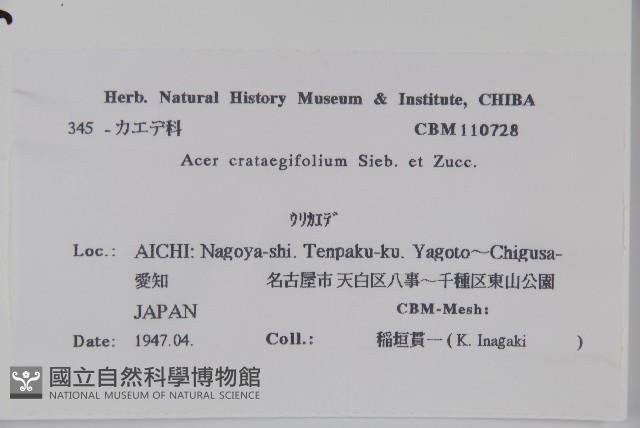 Herb. Natural History Museum & Institute, CHIBA
345 - カエデ科 CBM110728
Acer crataegifolium Sieb. et Zucc.
ｳﾘｶｴﾃﾞ
Loc.: AICHI: Nagoya-shi. Tenpaku-ku. Yagoto～Chigusa-
愛知 名古屋市 天白区八事～千種区東山公園
JAPAN CBM-Mesh:
Date: 1947.04. Coll.: 稲垣貫一 ( K. Inagaki )
國立自然科學博物館
NATIONAL MUSEUM OF NATURAL SCIENCE